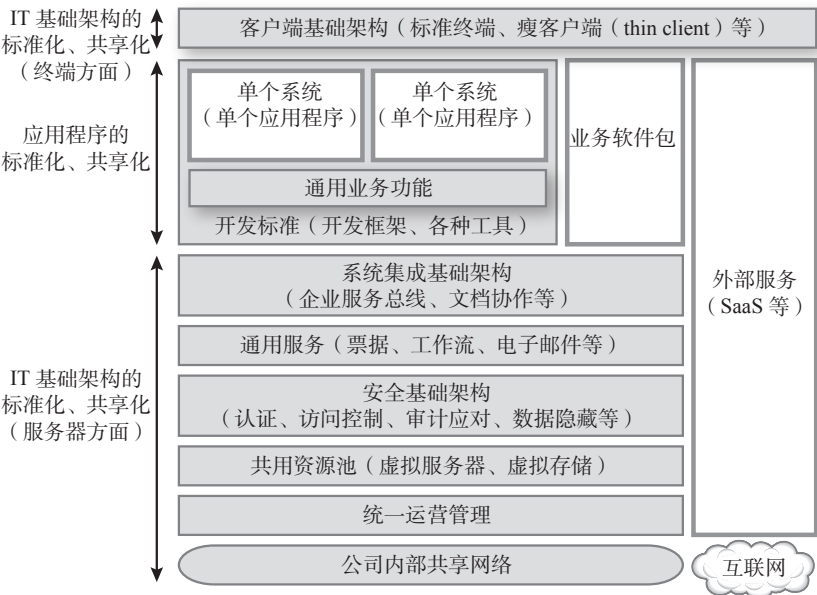 IT 基础架构的
标准化、共享化
（终端方面）
客户端基础架构（标准终端、瘦客户端（thin client）等）
应用程序的
标准化、共享化
单个系统
（单个应用程序）
单个系统
（单个应用程序）
通用业务功能
开发标准（开发框架、各种工具）
业务软件包
外部服务
（SaaS 等）
IT 基础架构的
标准化、共享化
（服务器方面）
系统集成基础架构
（企业服务总线、文档协作等）
通用服务（票据、工作流、电子邮件等）
安全基础架构
（认证、访问控制、审计应对、数据隐藏等）
共用资源池（虚拟服务器、虚拟存储）
统一运营管理
公司内部共享网络
互联网